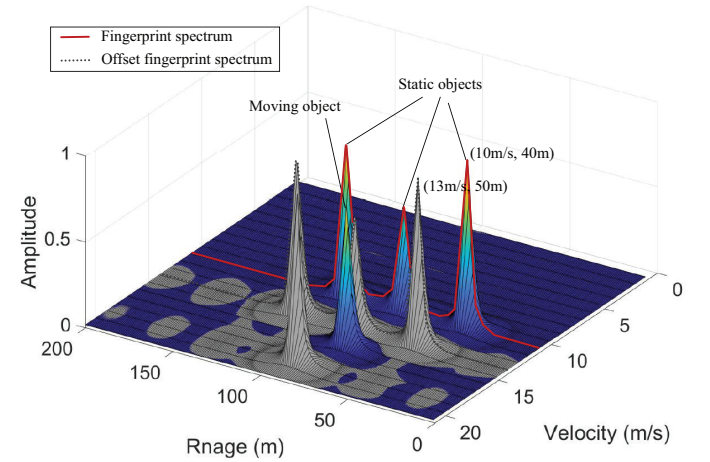 Fingerprint spectrum
Offset fingerprint spectrum
Static objects
Moving object
(10m/s, 40m)
(13m/s, 50m)
1
0.5
0
Amplitude
200
150
100
50
0
Rnage (m)
0
5
10
15
20
Velocity (m/s)